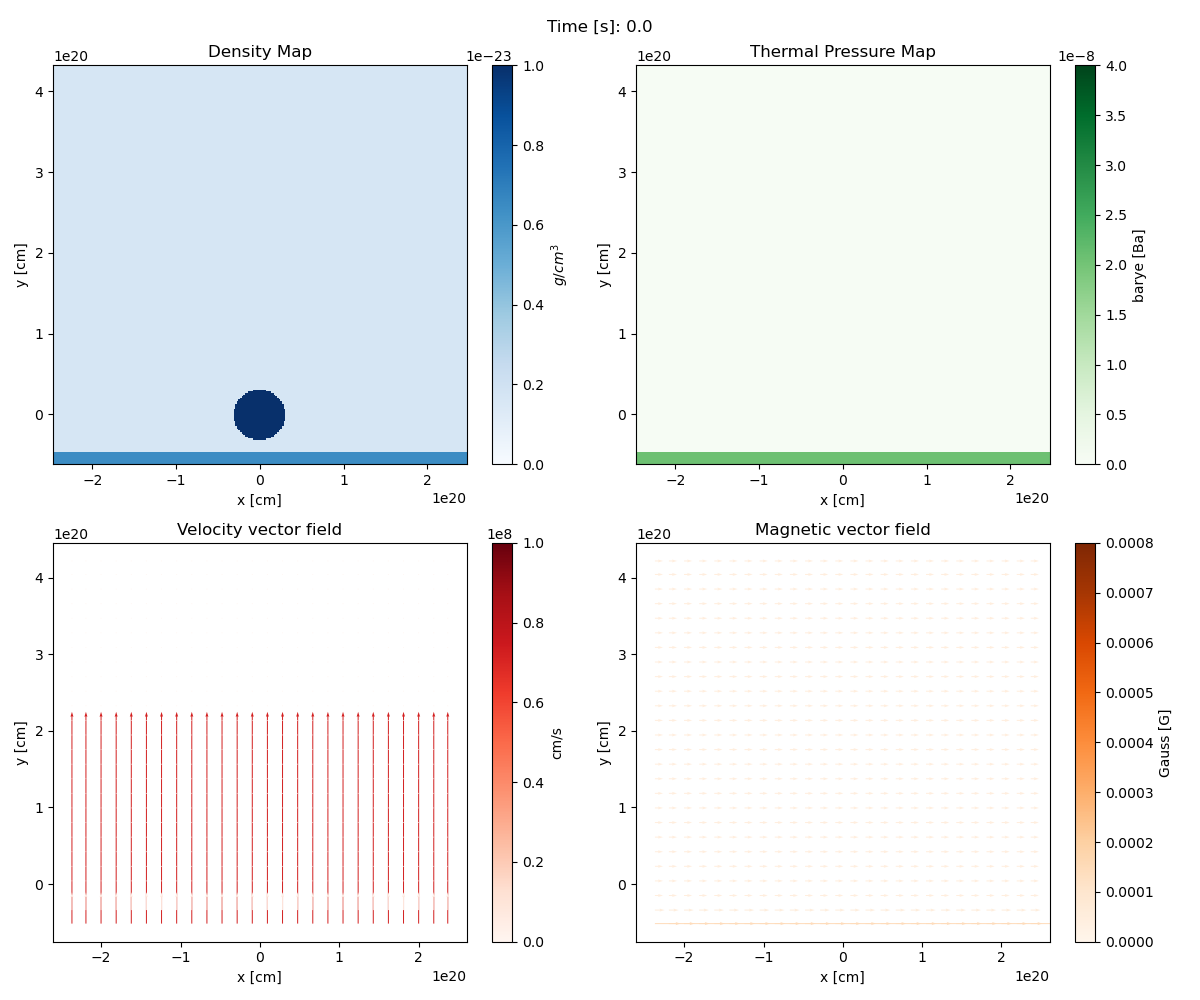 Time [s]: 0.0
Density Map
1e20
1e−23
4
3
2
1
0
y [cm]
−2
−1
0
1
2
x [cm]
1e20
1.0
0.8
0.6
0.4
0.2
0.0
g/cm³
Thermal Pressure Map
1e20
1e−8
4
3
2
1
0
y [cm]
−2
−1
0
1
2
x [cm]
1e20
4.0
3.5
3.0
2.5
2.0
1.5
1.0
0.5
0.0
barye [Ba]
Velocity vector field
1e20
1e8
4
3
2
1
0
y [cm]
−2
−1
0
1
2
x [cm]
1e20
1.0
0.8
0.6
0.4
0.2
0.0
cm/s
Magnetic vector field
1e20
4
3
2
1
0
y [cm]
−2
−1
0
1
2
x [cm]
1e20
0.0008
0.0007
0.0006
0.0005
0.0004
0.0003
0.0002
0.0001
0.0000
Gauss [G]